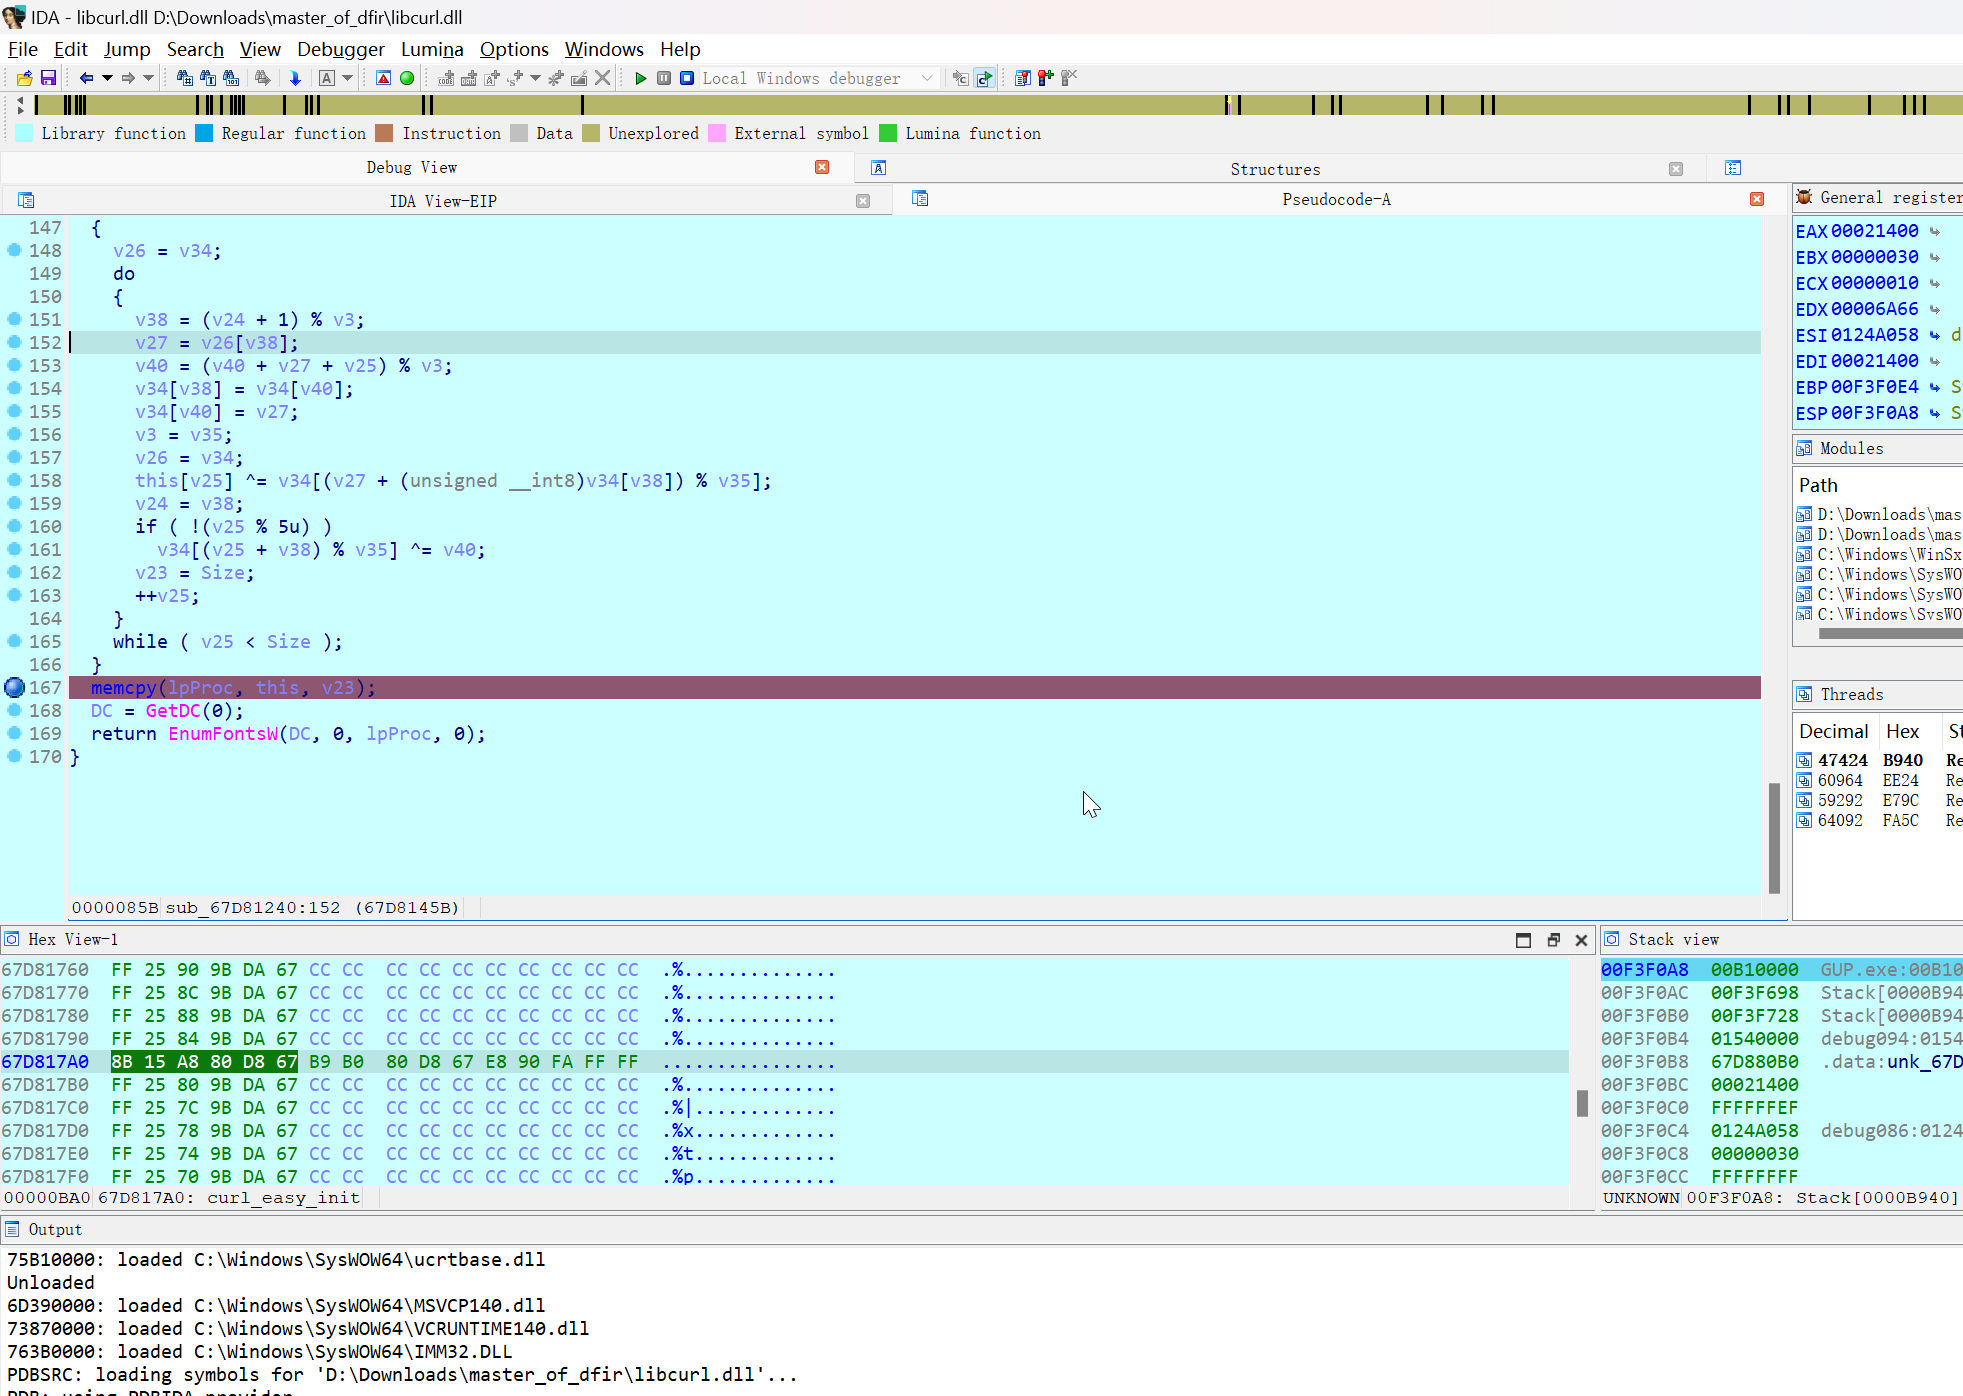 IDA - libcurl.dll D:\Downloads\master_of_dfir\libcurl.dll
File Edit Jump Search View Debugger Lumina Options Windows Help
Local Windows debugger
Library function Regular function Instruction Data Unexplored External symbol Lumina function
Debug View Structures
IDA View-EIP Pseudocode-A
147 {
148 v26 = v34;
149 do
150 {
151 v38 = (v24 + 1) % v3;
152 v27 = v26[v38];
153 v40 = (v40 + v27 + v25) % v3;
154 v34[v38] = v34[v40];
155 v34[v40] = v27;
156 v3 = v35;
157 v26 = v34;
158 this[v25] ^= v34[(v27 + (unsigned __int8)v34[v38]) % v35];
159 v24 = v38;
160 if ( !(v25 % 5u) )
161 v34[(v25 + v38) % v35] ^= v40;
162 v23 = Size;
163 ++v25;
164 }
165 while ( v25 < Size );
166 }
167 memcpy(lpProc, this, v23);
168 DC = GetDC(0);
169 return EnumFontsW(DC, 0, lpProc, 0);
170 }
0000085B sub_67D81240:152 (67D8145B)
General register
EAX 00021400
EBX 00000030
ECX 00000010
EDX 00006A66
ESI 0124A058 d
EDI 00021400
EBP 00F3F0E4 S
ESP 00F3F0A8 S
Modules
Path
D:\Downloads\mas
D:\Downloads\mas
C:\Windows\WinSx
C:\Windows\SysWO
C:\Windows\SysWO
C:\Windows\SysWO
Threads
Decimal Hex St
47424 B940 Re
60964 EE24 Re
59292 E79C Re
64092 FA5C Re
Hex View-1
67D81760 FF 25 90 9B DA 67 CC CC CC CC CC CC CC CC CC CC .%..............
67D81770 FF 25 8C 9B DA 67 CC CC CC CC CC CC CC CC CC CC .%..............
67D81780 FF 25 88 9B DA 67 CC CC CC CC CC CC CC CC CC CC .%..............
67D81790 FF 25 84 9B DA 67 CC CC CC CC CC CC CC CC CC CC .%..............
67D817A0 8B 15 A8 80 D8 67 B9 B0 80 D8 67 E8 90 FA FF FF ................
67D817B0 FF 25 80 9B DA 67 CC CC CC CC CC CC CC CC CC CC .%..............
67D817C0 FF 25 7C 9B DA 67 CC CC CC CC CC CC CC CC CC CC .%|.............
67D817D0 FF 25 78 9B DA 67 CC CC CC CC CC CC CC CC CC CC .%x.............
67D817E0 FF 25 74 9B DA 67 CC CC CC CC CC CC CC CC CC CC .%t.............
67D817F0 FF 25 70 9B DA 67 CC CC CC CC CC CC CC CC CC CC .%p.............
00000BA0 67D817A0: curl_easy_init
Stack view
00F3F0A8 00B10000 GUP.exe:00B10
00F3F0AC 00F3F698 Stack[0000B94
00F3F0B0 00F3F728 Stack[0000B94
00F3F0B4 01540000 debug094:0154
00F3F0B8 67D880B0 .data:unk_67D
00F3F0BC 00021400
00F3F0C0 FFFFFFEF
00F3F0C4 0124A058 debug086:0124
00F3F0C8 00000030
00F3F0CC FFFFFFFF
UNKNOWN 00F3F0A8: Stack[0000B940]
Output
75B10000: loaded C:\Windows\SysWOW64\ucrtbase.dll
Unloaded
6D390000: loaded C:\Windows\SysWOW64\MSVCP140.dll
73870000: loaded C:\Windows\SysWOW64\VCRUNTIME140.dll
763B0000: loaded C:\Windows\SysWOW64\IMM32.DLL
PDBSRC: loading symbols for 'D:\Downloads\master_of_dfir\libcurl.dll'...
PDB: using PDBIDA provider